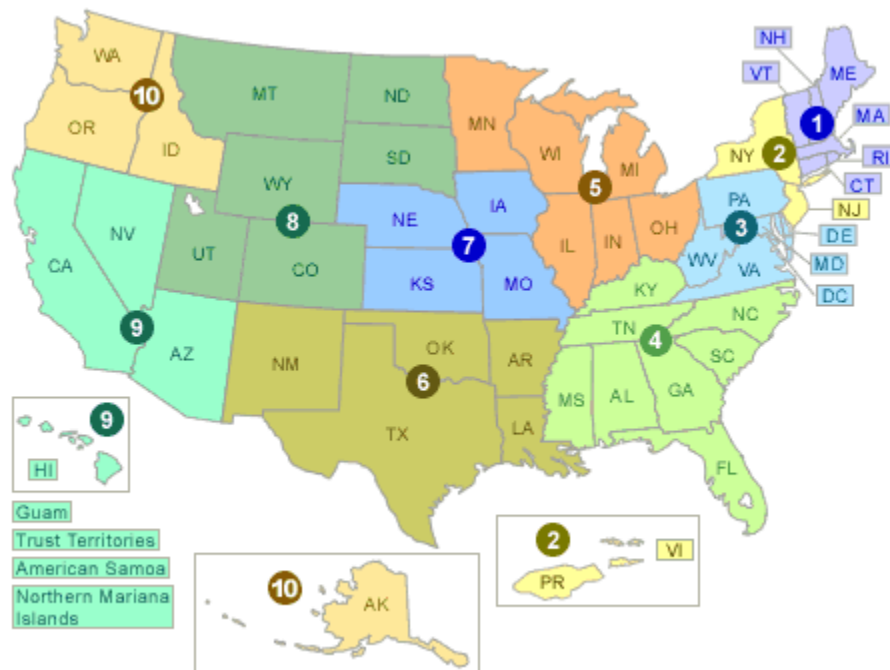 NH
WA
VT
ME
MT
ND
10
MN
MA
1
OR
ID
NY
2
SD
WI
MI
RI
CT
WY
5
PA
IA
NJ
8
NE
3
OH
NV
7
IL
IN
DE
UT
WV
CA
CO
VA
MD
KS
MO
KY
DC
NC
9
TN
4
AZ
OK
NM
AR
SC
6
MS
AL
GA
9
TX
LA
FL
HI
Guam
2
Trust Territories
VI
American Samoa
10
PR
Northern Mariana
Islands
AK